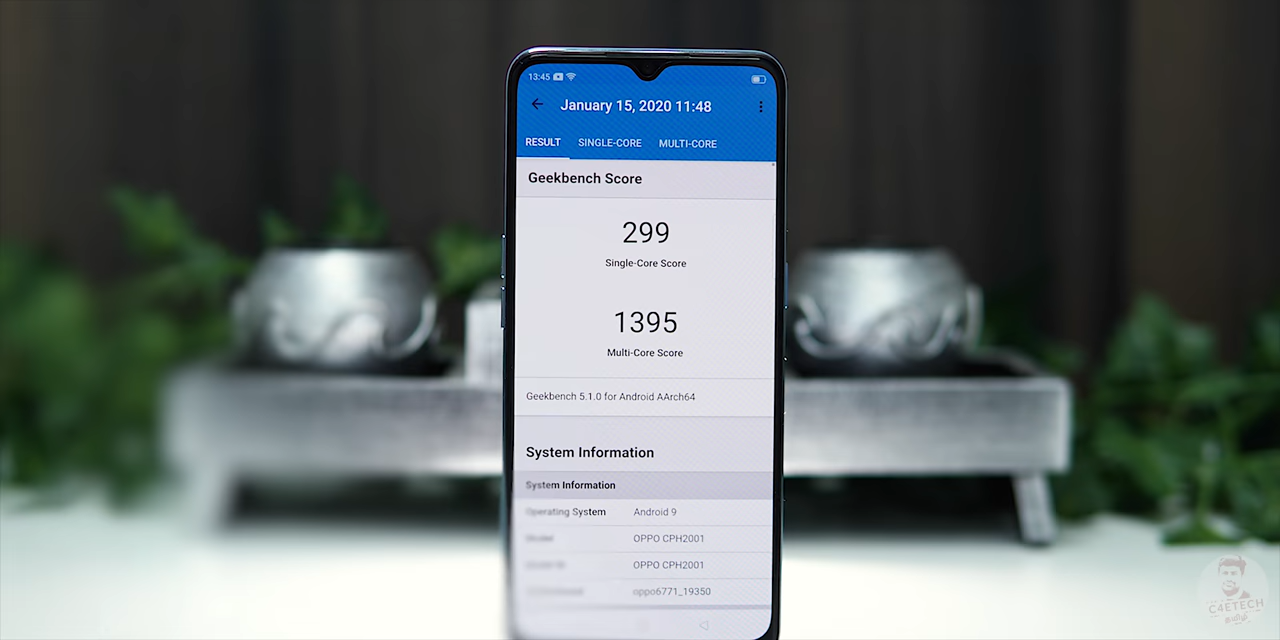 13:45
January 15, 2020 11:48
RESULT SINGLE-CORE MULTI-CORE
Geekbench Score
299
Single-Core Score
1395
Multi-Core Score
Geekbench 5.1.0 for Android AArch64
System Information
System Information
Operating System Android 9
Model OPPO CPH2001
OPPO CPH2001
oppo6771_19350
C4ETECH
தமிழ்